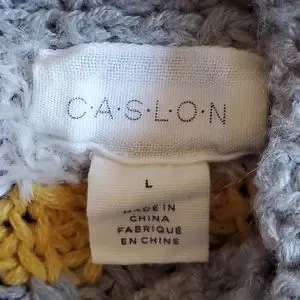 C·A·S·L·O·N
L
MADE IN
CHINA
FABRIQUÉ
EN CHINE